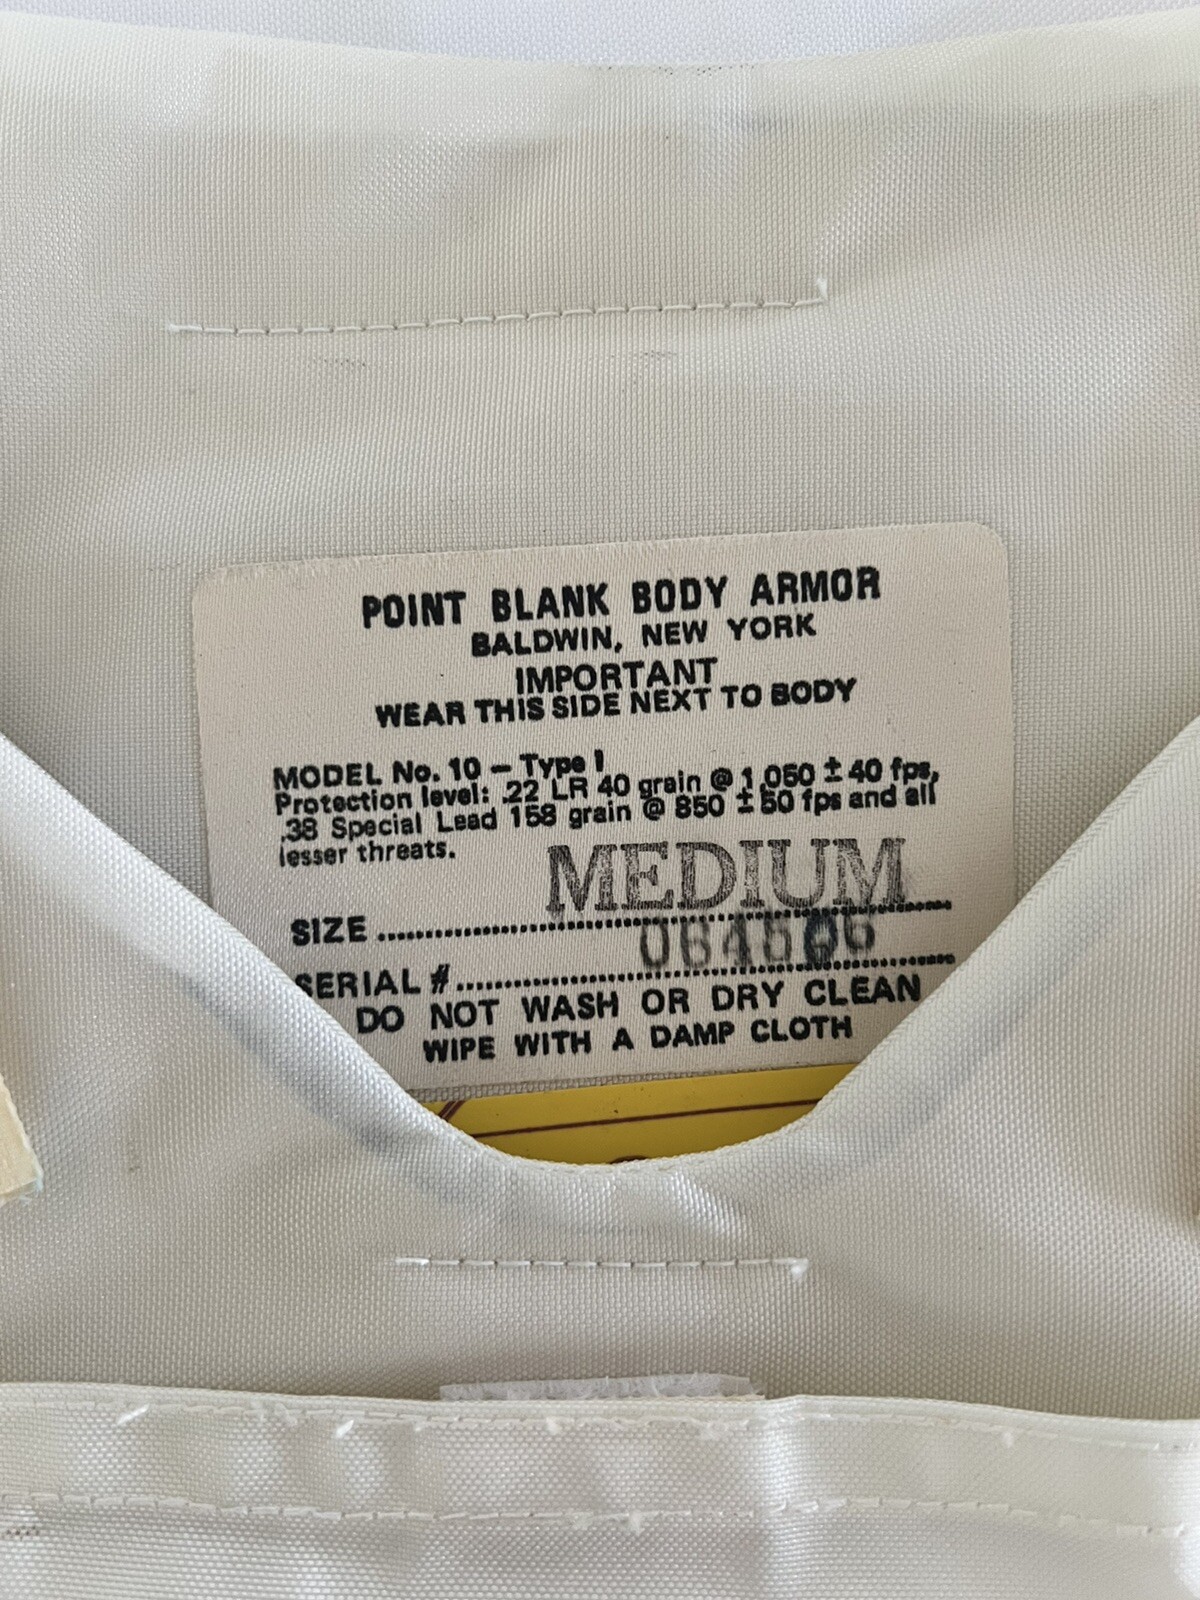 POINT BLANK BODY ARMOR
BALDWIN, NEW YORK
IMPORTANT
WEAR THIS SIDE NEXT TO BODY
MODEL No. 10 – Type I
Protection level: .22 LR 40 grain @ 1,050 ± 40 fps,
.38 Special Lead 158 grain @ 850 ± 50 fps and all
lesser threats.
MEDIUM
SIZE
SERIAL #
DO NOT WASH OR DRY CLEAN
WIPE WITH A DAMP CLOTH